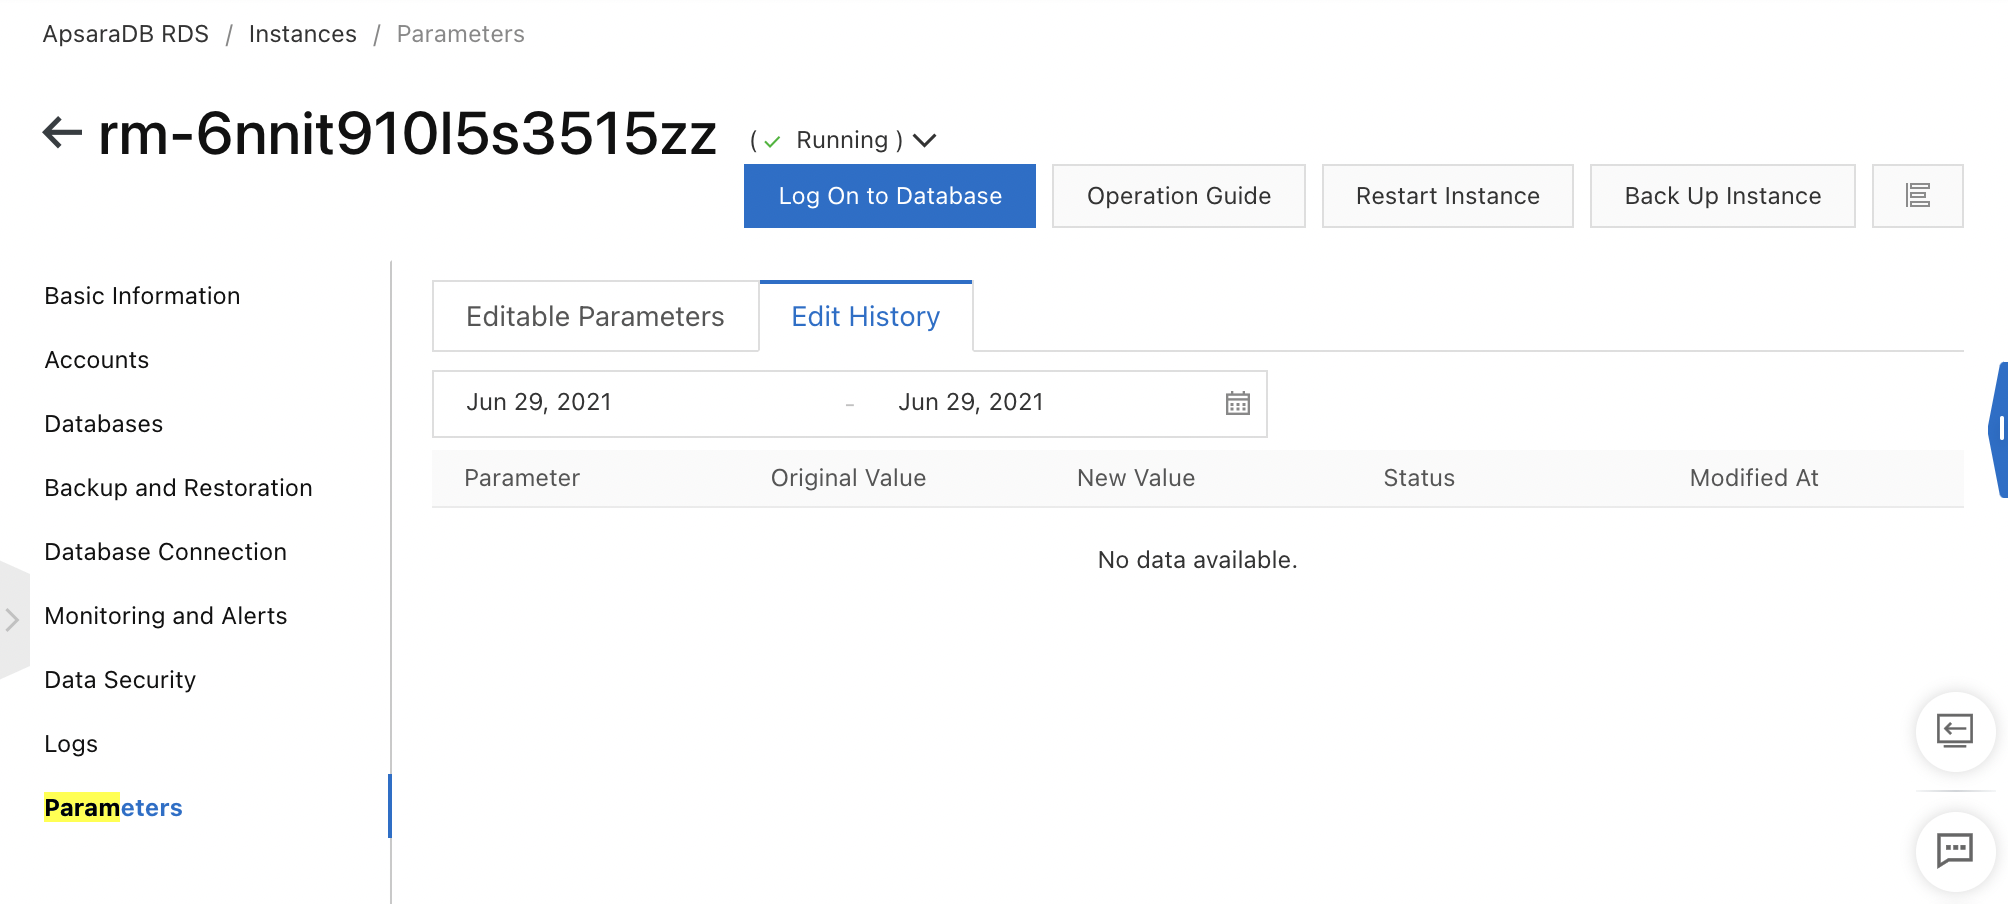 ApsaraDB RDS / Instances / Parameters
rm-6nnit910l5s3515zz ( Running )
Log On to Database Operation Guide Restart Instance Back Up Instance
Basic Information
Accounts
Databases
Backup and Restoration
Database Connection
Monitoring and Alerts
Data Security
Logs
Parameters
Editable Parameters Edit History
Jun 29, 2021 - Jun 29, 2021
Parameter Original Value New Value Status Modified At
No data available.